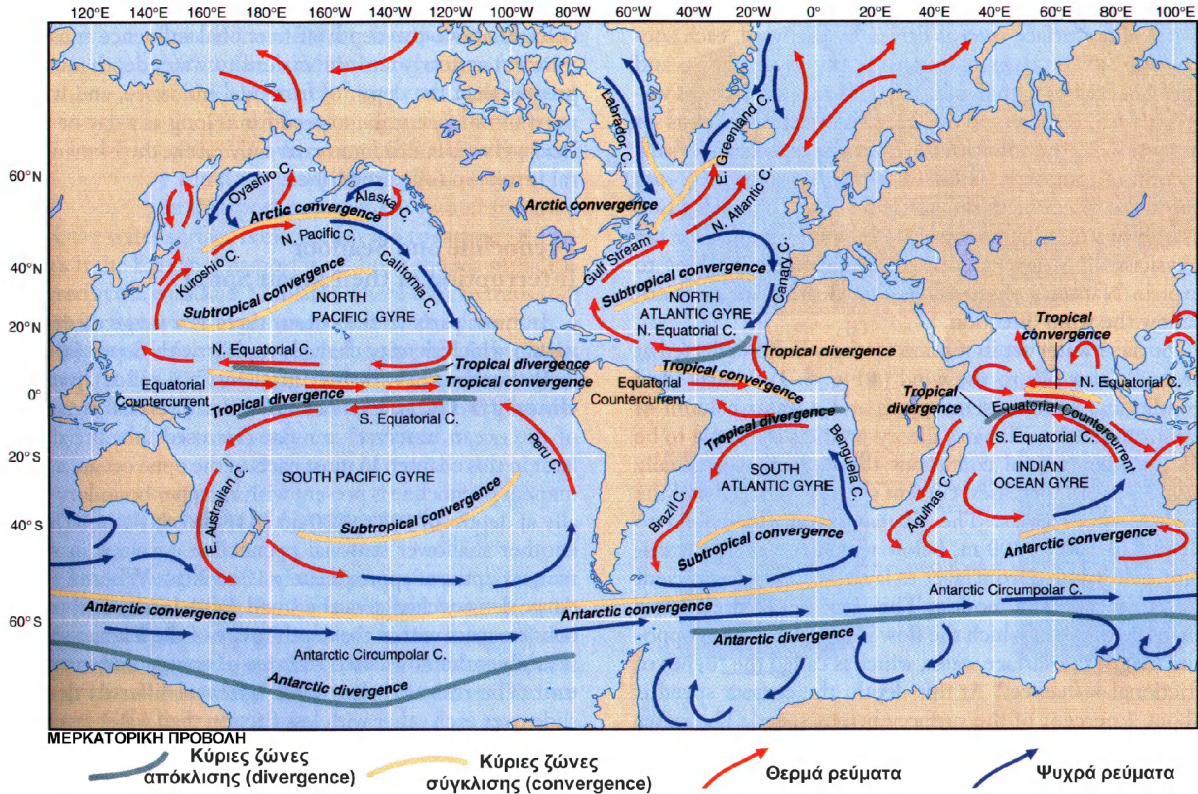 120°E 140°E 160°E 180° 160°W 140°W 120°W 100°W 80°W 60°W 40°W 20°W 0° 20°E 40°E 60°E 80°E 100°E
60°N
40°N
20°N
0°
20°S
40°S
60°S
Oyashio C.
Alaska C.
Arctic convergence
N. Pacific C.
Kuroshio C.
California C.
Subtropical convergence
NORTH
PACIFIC GYRE
N. Equatorial C.
Tropical divergence
Tropical convergence
Equatorial
Countercurrent
Tropical divergence
S. Equatorial C.
Peru C.
SOUTH PACIFIC GYRE
E. Australian C.
Subtropical convergence
Antarctic convergence
Antarctic Circumpolar C.
Antarctic divergence
Labrador C.
E. Greenland C.
Arctic convergence
N. Atlantic C.
Gulf Stream
Canary C.
Subtropical convergence
NORTH
ATLANTIC GYRE
N. Equatorial C.
Tropical divergence
Tropical convergence
Equatorial
Countercurrent
Tropical divergence
Benguela C.
SOUTH
ATLANTIC GYRE
Brazil C.
Subtropical convergence
Antarctic convergence
Tropical
convergence
N. Equatorial C.
Tropical
divergence
Equatorial Countercurrent
S. Equatorial C.
INDIAN
OCEAN GYRE
Agulhas C.
Antarctic convergence
Antarctic Circumpolar C.
Antarctic divergence
ΜΕΡΚΑΤΟΡΙΚΗ ΠΡΟΒΟΛΗ
Κύριες ζώνες
απόκλισης (divergence)
Κύριες ζώνες
σύγκλισης (convergence)
Θερμά ρεύματα
Ψυχρά ρεύματα